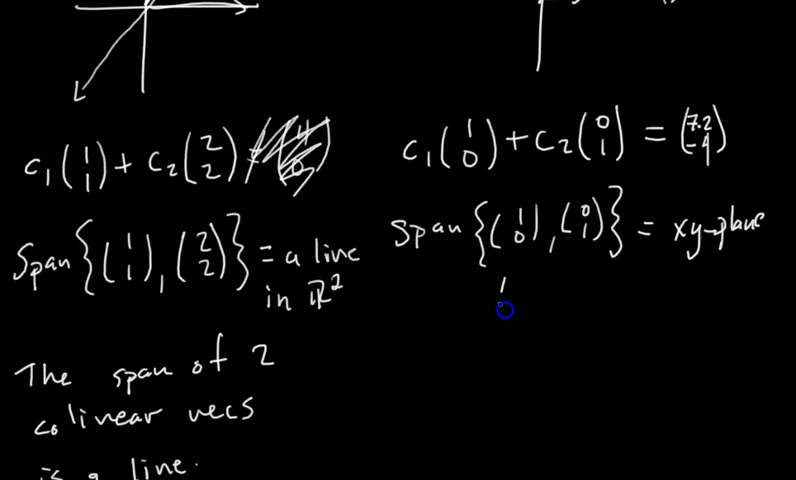 c₁(1 1) + c₂(2 2)
Span{(1 1), (2 2)} = a line
in ℝ²
The span of 2
colinear vecs
is a line.
c₁(1 0) + c₂(0 1) = (7.2 -4)
Span{(1 0), (0 1)} = xy-plane